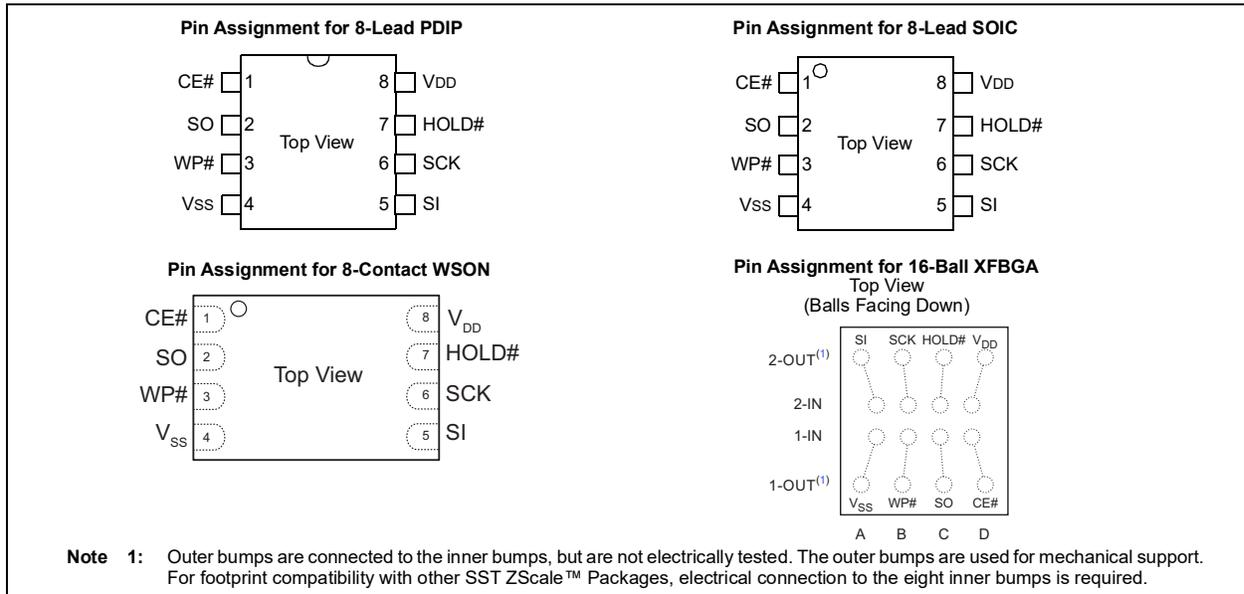 Pin Assignment for 8-Lead PDIP
CE# 1 8 VDD
SO 2 7 HOLD#
Top View
WP# 3 6 SCK
VSS 4 5 SI
Pin Assignment for 8-Lead SOIC
CE# 1 8 VDD
SO 2 7 HOLD#
Top View
WP# 3 6 SCK
VSS 4 5 SI
Pin Assignment for 8-Contact WSON
CE# 1 8 VDD
SO 2 7 HOLD#
Top View
WP# 3 6 SCK
VSS 4 5 SI
Pin Assignment for 16-Ball XFBGA
Top View
(Balls Facing Down)
SI SCK HOLD# VDD
2-OUT(1)
2-IN
1-IN
1-OUT(1)
VSS WP# SO CE#
A B C D
Note 1: Outer bumps are connected to the inner bumps, but are not electrically tested. The outer bumps are used for mechanical support.
For footprint compatibility with other SST ZScale™ Packages, electrical connection to the eight inner bumps is required.